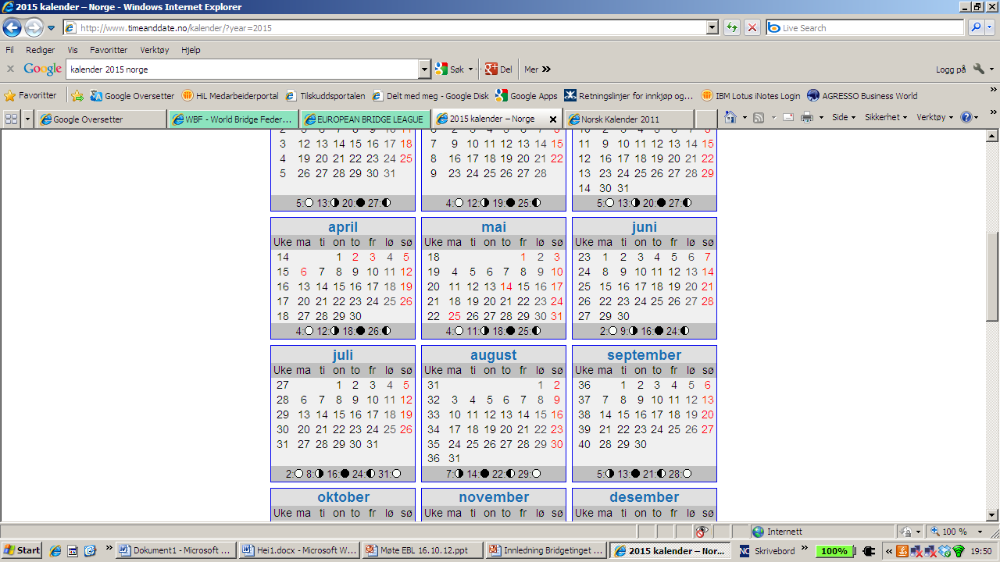 2015 kalender – Norge - Windows Internet Explorer
http://www.timeanddate.no/kalender/?year=2015
Live Search
Fil Rediger Vis Favoritter Verktøy Hjelp
x Google kalender 2015 norge Søk Del Mer » Logg på
Favoritter Google Oversetter HiL Medarbeiderportal Tilskuddsportalen Delt med meg - Google Disk Google Apps Retningslinjer for innkjøp og... IBM Lotus iNotes Login AGRESSO Business World
Google Oversetter WBF - World Bridge Feder... EUROPEAN BRIDGE LEAGUE 2015 kalender – Norge Norsk Kalender 2011 Side Sikkerhet Verktøy »
3 12 13 14 15 16 17 18 7 9 10 11 12 13 14 15 11 9 10 11 12 13 14 15
4 19 20 21 22 23 24 25 8 16 17 18 19 20 21 22 12 16 17 18 19 20 21 22
5 26 27 28 29 30 31 9 23 24 25 26 27 28 13 23 24 25 26 27 28 29
14 30 31
5: 13: 20: 27: 4: 12: 19: 25: 5: 13: 20: 27:
april mai juni
Uke ma ti on to fr lø sø Uke ma ti on to fr lø sø Uke ma ti on to fr lø sø
14 1 2 3 4 5 18 1 2 3 23 1 2 3 4 5 6 7
15 6 7 8 9 10 11 12 19 4 5 6 7 8 9 10 24 8 9 10 11 12 13 14
16 13 14 15 16 17 18 19 20 11 12 13 14 15 16 17 25 15 16 17 18 19 20 21
17 20 21 22 23 24 25 26 21 18 19 20 21 22 23 24 26 22 23 24 25 26 27 28
18 27 28 29 30 22 25 26 27 28 29 30 31 27 29 30
4: 12: 18: 26: 4: 11: 18: 25: 2: 9: 16: 24:
juli august september
Uke ma ti on to fr lø sø Uke ma ti on to fr lø sø Uke ma ti on to fr lø sø
27 1 2 3 4 5 31 1 2 36 1 2 3 4 5 6
28 6 7 8 9 10 11 12 32 3 4 5 6 7 8 9 37 7 8 9 10 11 12 13
29 13 14 15 16 17 18 19 33 10 11 12 13 14 15 16 38 14 15 16 17 18 19 20
30 20 21 22 23 24 25 26 34 17 18 19 20 21 22 23 39 21 22 23 24 25 26 27
31 27 28 29 30 31 35 24 25 26 27 28 29 30 40 28 29 30
36 31
2: 8: 16: 24: 31: 7: 14: 22: 29: 5: 13: 21: 28:
oktober november desember
Uke ma ti on to fr lø sø Uke ma ti on to fr lø sø Uke ma ti on to fr lø sø
Internett 100 %
Start » Dokument1 - Microsoft ... Hei1.docx - Microsoft W... Møte EBL 16.10.12.ppt Innledning Bridgetinget ... 2015 kalender – Nor... NO Skrivebord » 100% « 19:50